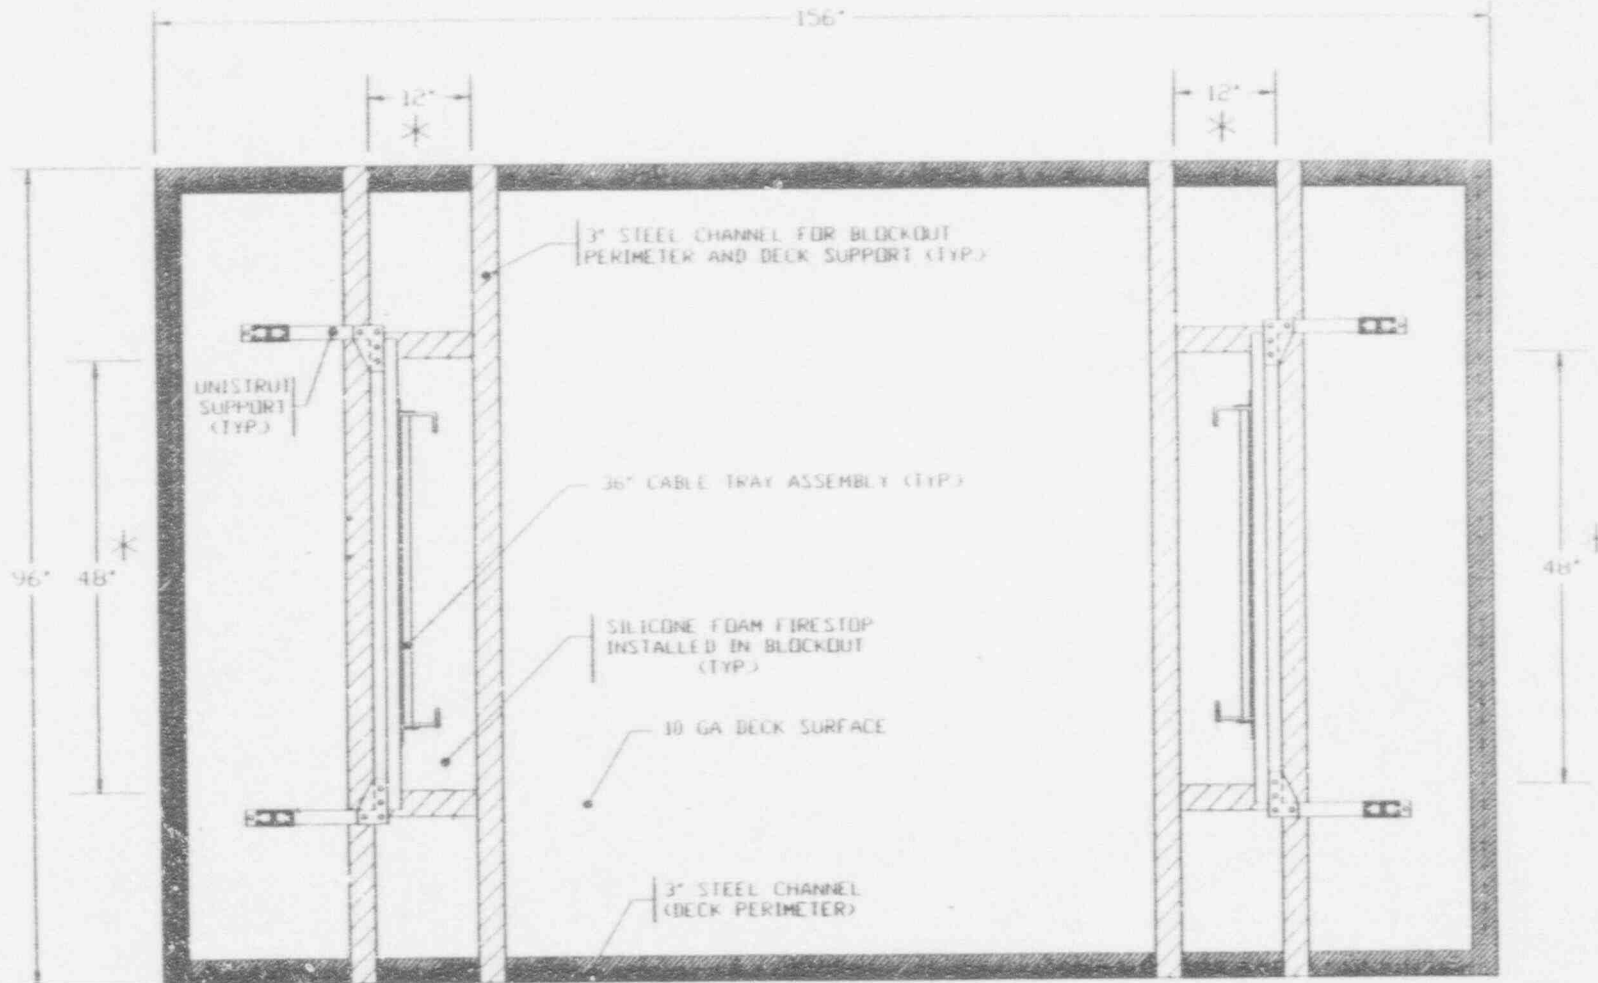 156"
12"
12"
3" STEEL CHANNEL FOR BLOCKOUT
PERIMETER AND DECK SUPPORT (TYP.)
UNISTRUT
SUPPORT
(TYP.)
36" CABLE TRAY ASSEMBLY (TYP.)
96"
48"
48"
SILICONE FOAM FIRESTOP
INSTALLED IN BLOCKOUT
(TYP.)
10 GA DECK SURFACE
3" STEEL CHANNEL
(DECK PERIMETER)